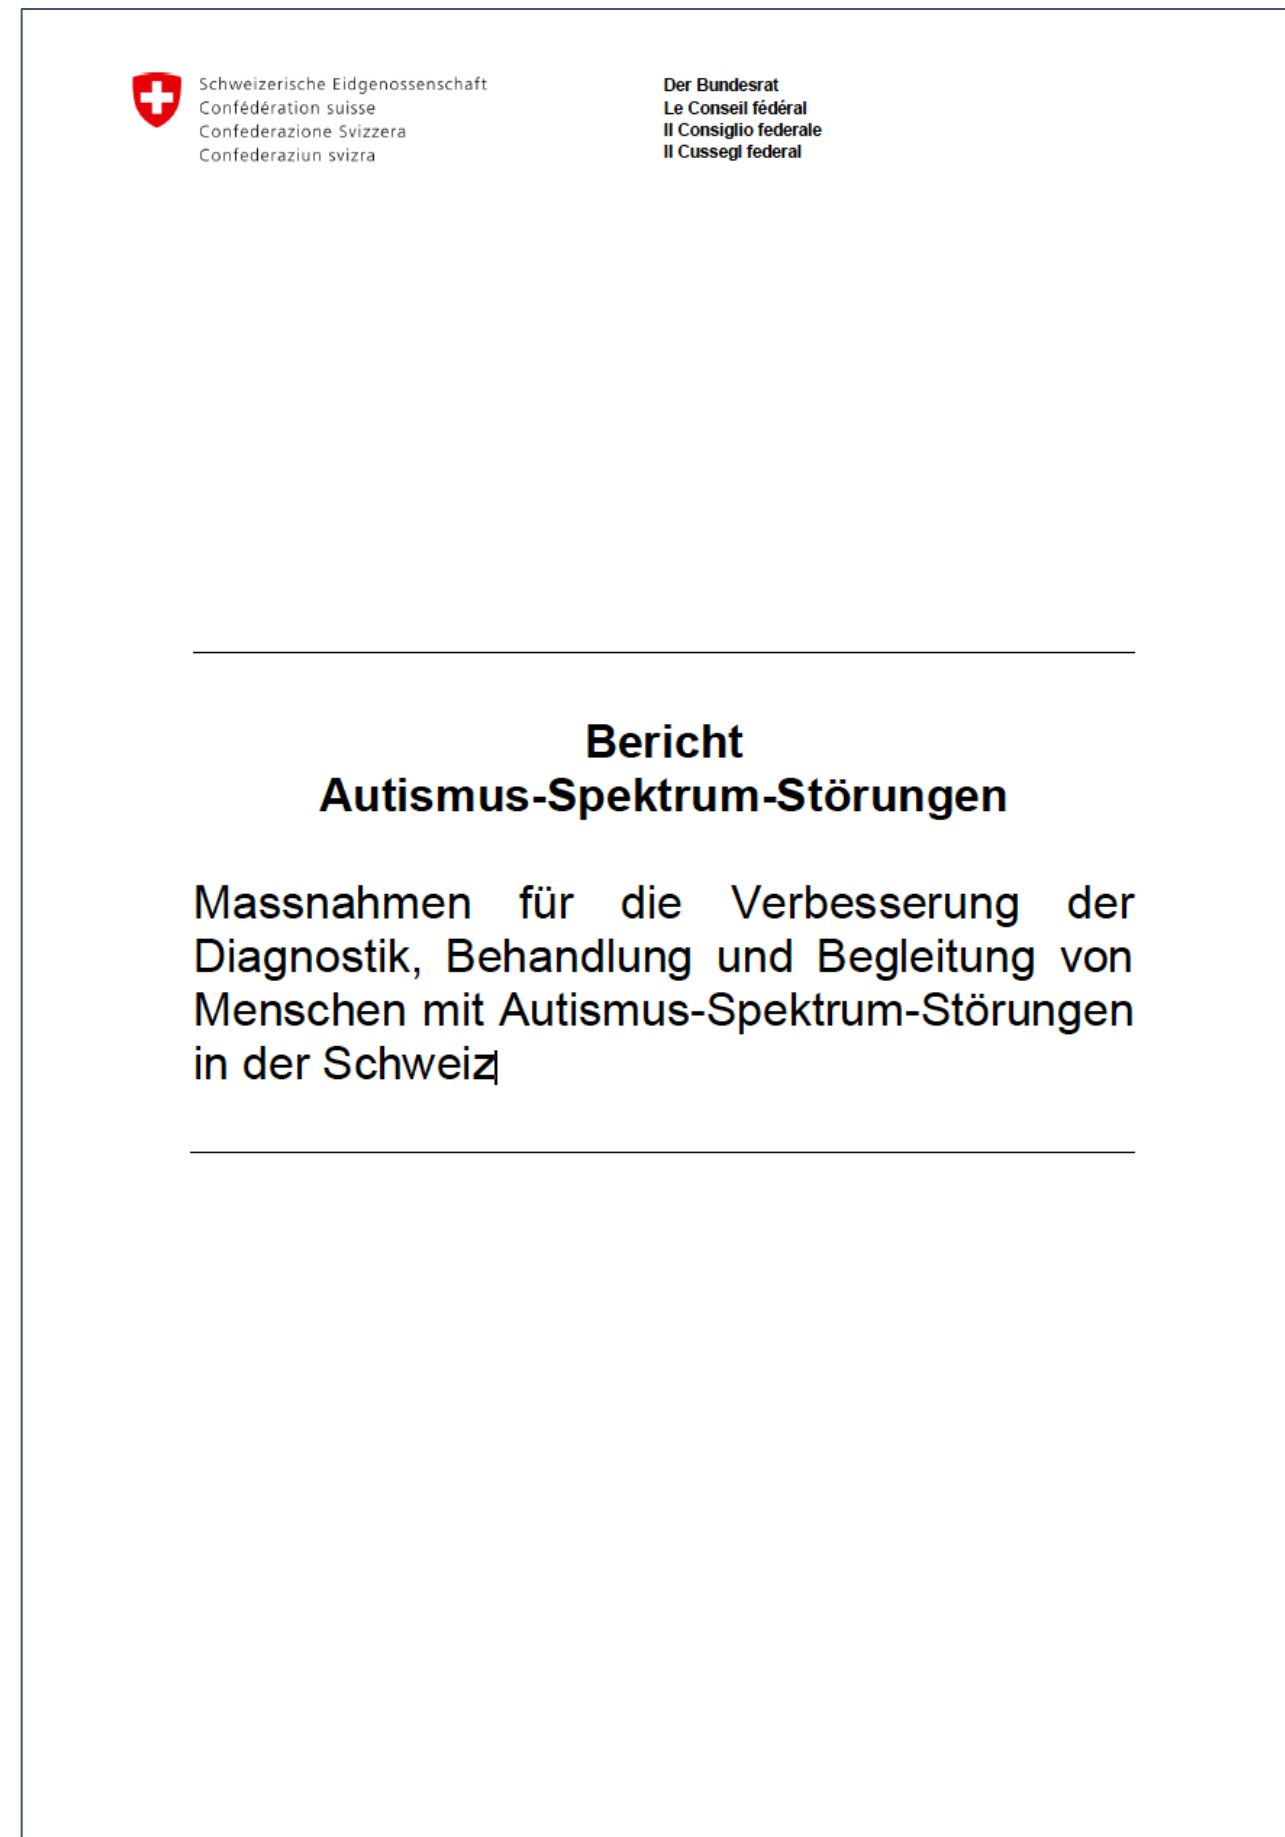 Schweizerische Eidgenossenschaft
Confédération suisse
Confederazione Svizzera
Confederaziun svizra
Der Bundesrat
Le Conseil fédéral
Il Consiglio federale
Il Cussegl federal
Bericht
Autismus-Spektrum-Störungen
Massnahmen für die Verbesserung der
Diagnostik, Behandlung und Begleitung von
Menschen mit Autismus-Spektrum-Störungen
in der Schweiz